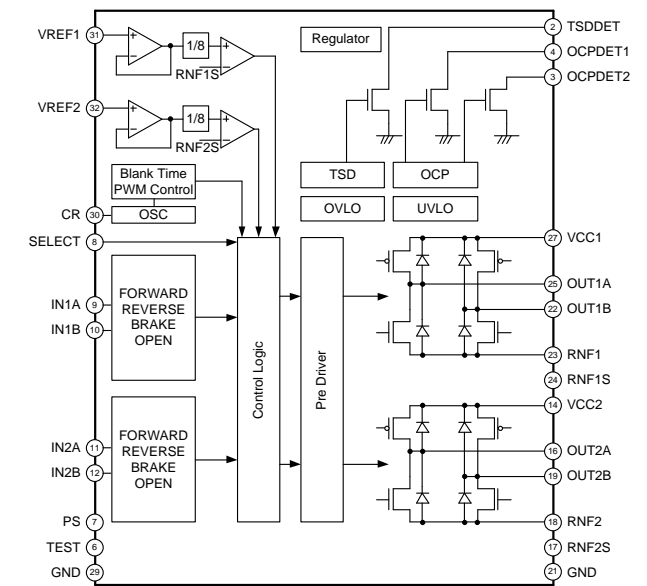 VREF1 31
1/8
RNF1S
VREF2 32
1/8
RNF2S
Blank Time
PWM Control
CR 30
OSC
SELECT 8
IN1A 9
IN1B 10
FORWARD
REVERSE
BRAKE
OPEN
IN2A 11
IN2B 12
FORWARD
REVERSE
BRAKE
OPEN
PS 7
TEST 6
GND 29
Control Logic
Pre Driver
Regulator
TSD
OCP
OVLO
UVLO
2 TSDDET
4 OCPDET1
3 OCPDET2
27 VCC1
25 OUT1A
22 OUT1B
23 RNF1
24 RNF1S
14 VCC2
16 OUT2A
19 OUT2B
18 RNF2
17 RNF2S
21 GND